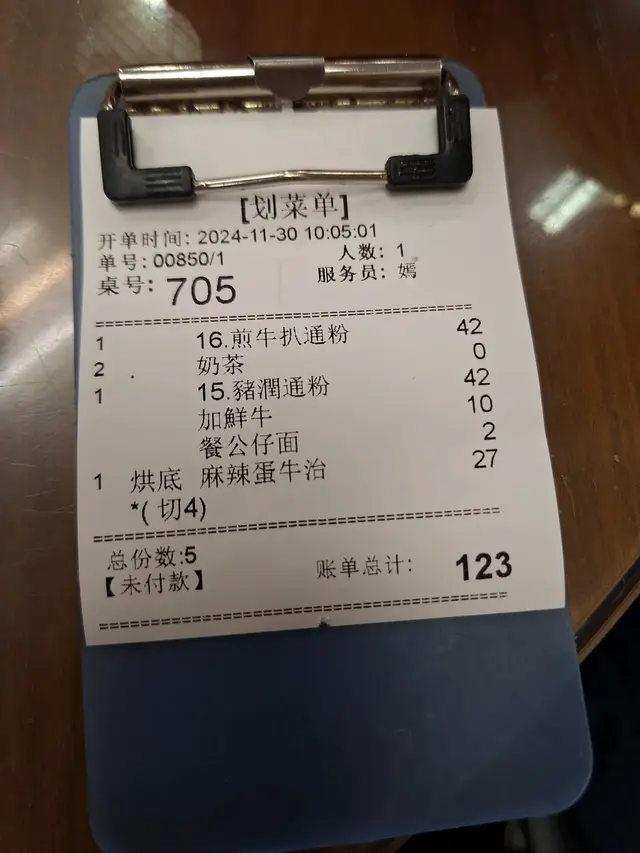 [划菜单]
开单时间: 2024-11-30 10:05:01
单号: 00850/1 人数: 1
桌号: 705 服务员: 嫣
1 16.煎牛扒通粉 42
2 . 奶茶 0
1 15.豬潤通粉 42
加鮮牛 10
餐公仔面 2
1 烘底 麻辣蛋牛治 27
*( 切4)
总份数:5
【未付款】 账单总计: 123